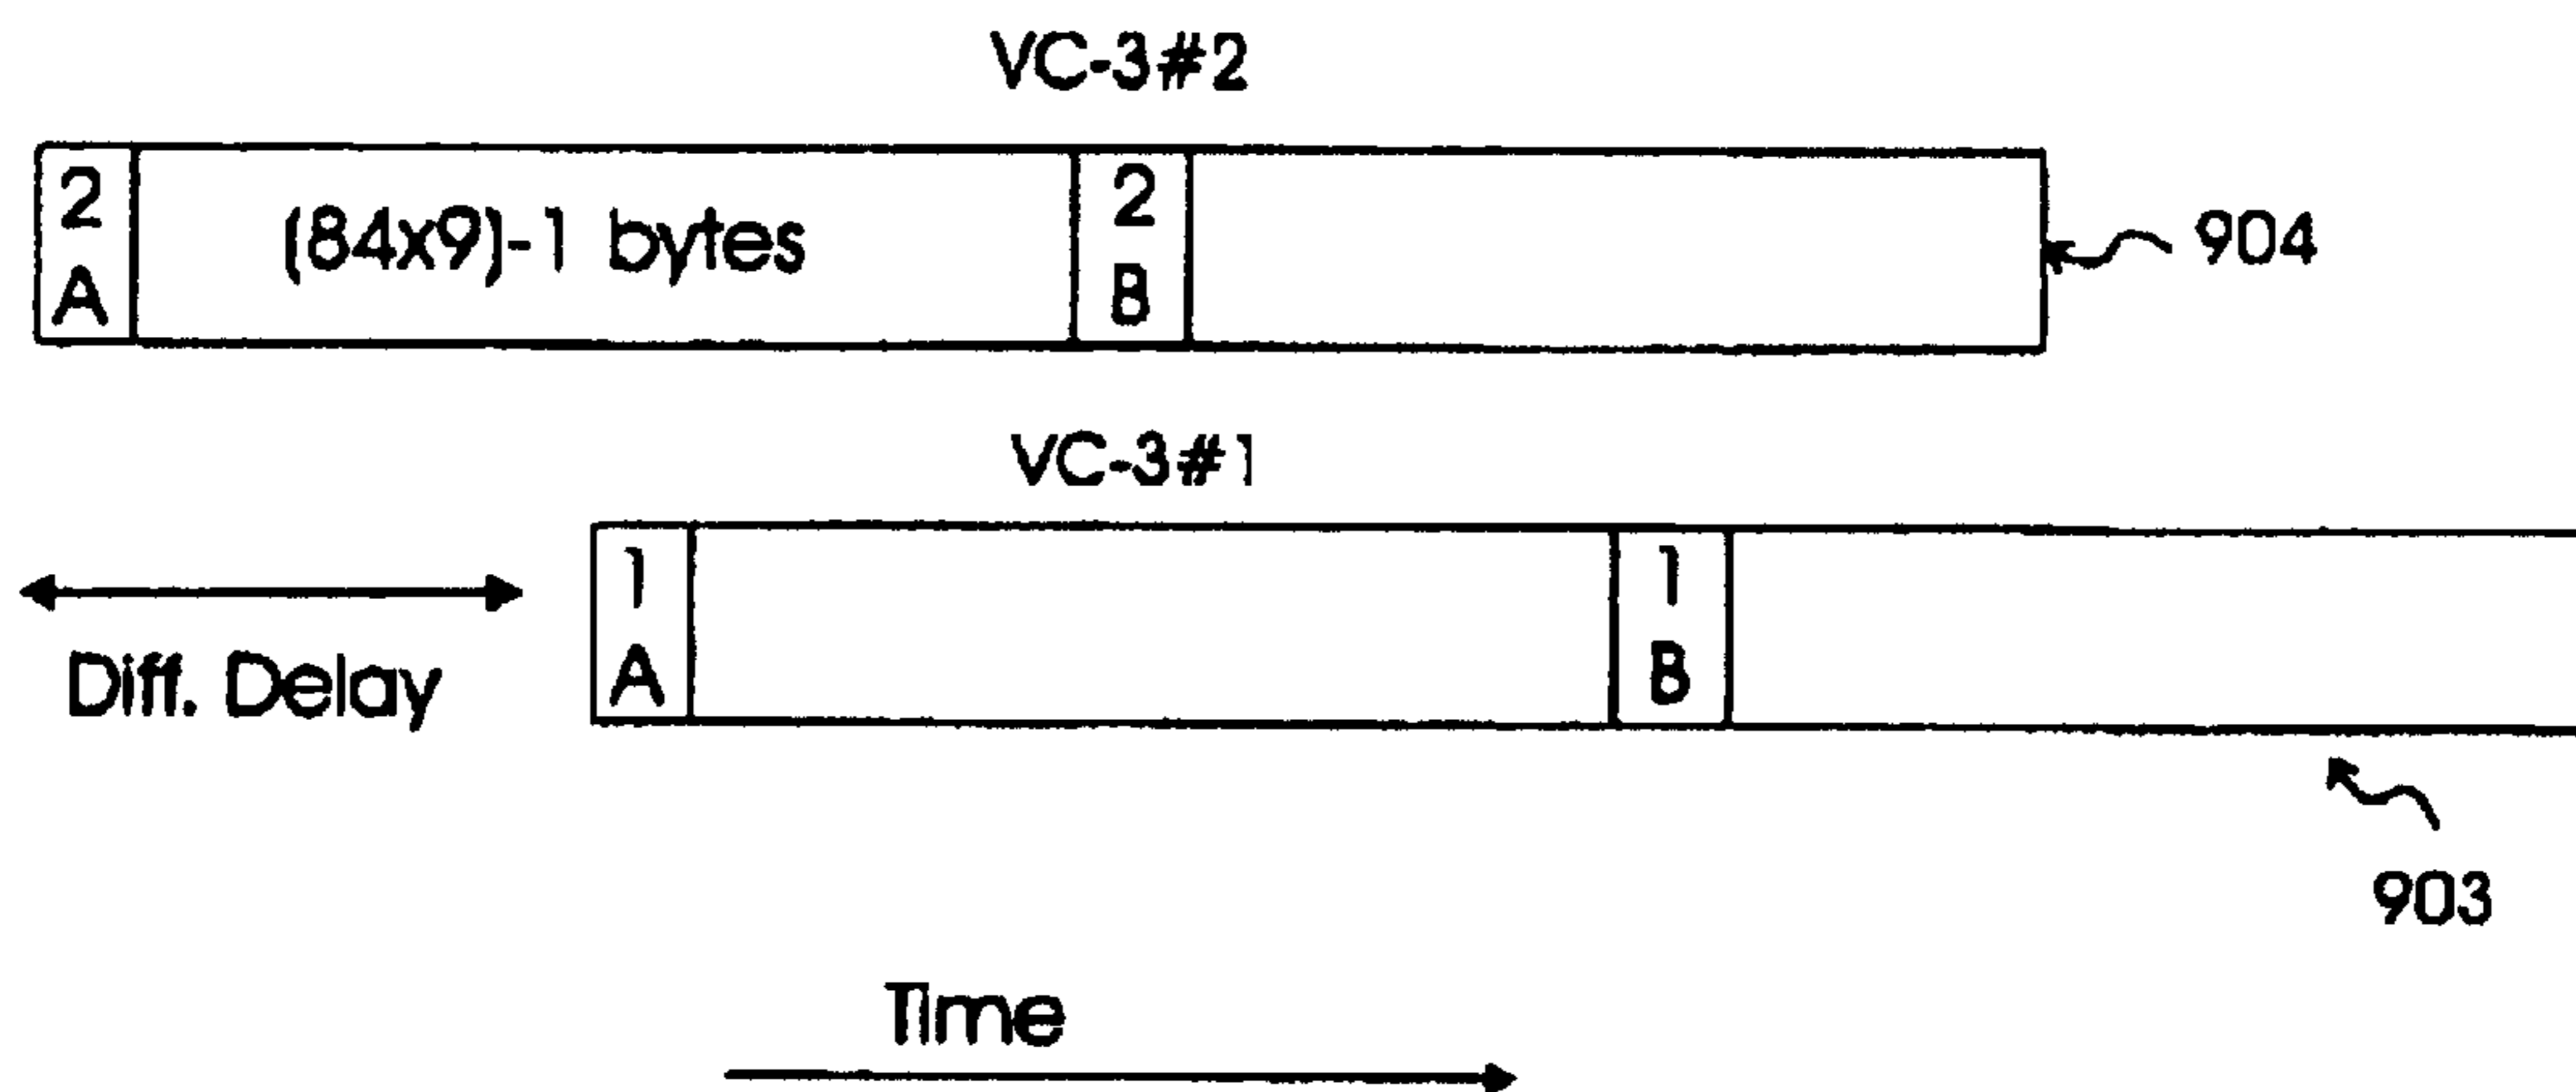 VC-3#2
2
A
(84x9)-1 bytes
2
B
904
VC-3#1
1
A
1
B
Diff. Delay
903
Time